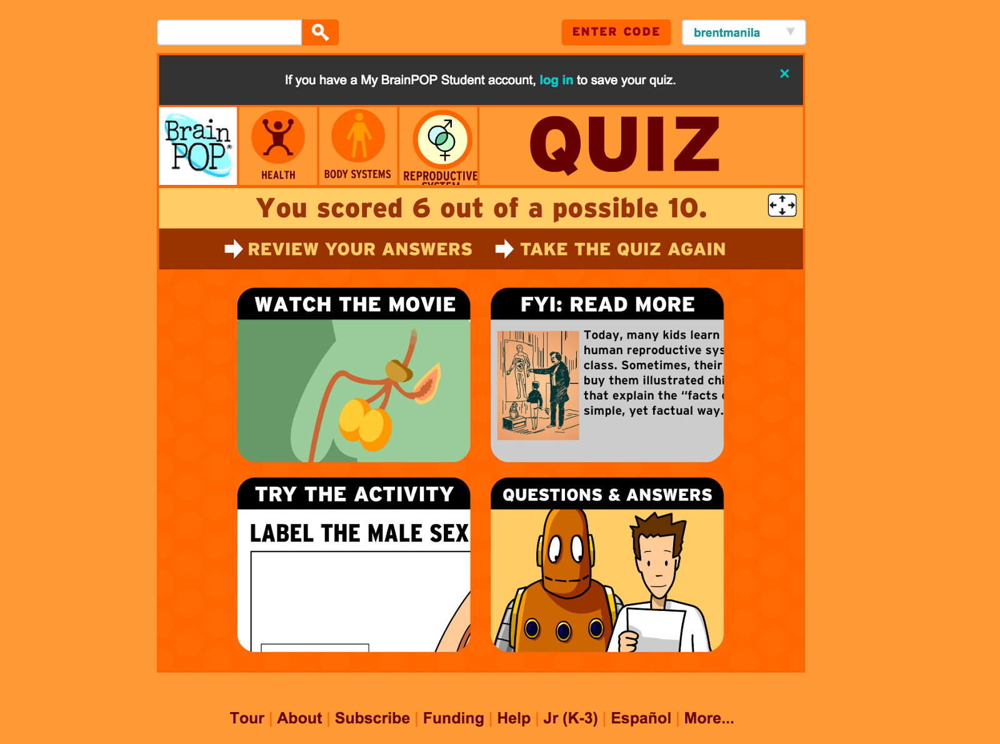 ENTER CODE
brentmanila
If you have a My BrainPOP Student account, log in to save your quiz.
×
Brain
POP®
HEALTH
BODY SYSTEMS
REPRODUCTIVE
SYSTEM
QUIZ
You scored 6 out of a possible 10.
REVIEW YOUR ANSWERS
TAKE THE QUIZ AGAIN
WATCH THE MOVIE
FYI: READ MORE
Today, many kids learn
human reproductive sys
class. Sometimes, their
buy them illustrated chi
that explain the “facts
simple, yet factual way.
TRY THE ACTIVITY
LABEL THE MALE SEX
QUESTIONS & ANSWERS
Tour | About | Subscribe | Funding | Help | Jr (K-3) | Español | More...